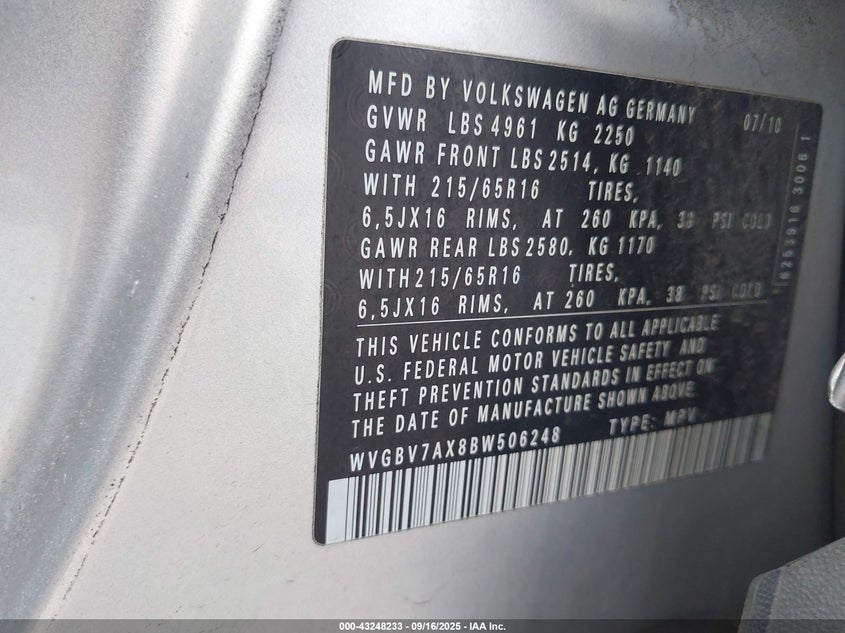 MFD BY VOLKSWAGEN AG GERMANY 07/10
GVWR LBS 4961 KG 2250
GAWR FRONT LBS 2514, KG 1140
WITH 215/65R16 TIRES,
6,5JX16 RIMS, AT 260 KPA, 38 PSI COLD
GAWR REAR LBS 2580, KG 1170
WITH 215/65R16 TIRES,
6,5JX16 RIMS, AT 260 KPA, 38 PSI COLD
THIS VEHICLE CONFORMS TO ALL APPLICABLE
U.S. FEDERAL MOTOR VEHICLE SAFETY AND
THEFT PREVENTION STANDARDS IN EFFECT ON
THE DATE OF MANUFACTURE SHOWN ABOVE.
WVGBV7AX8BW506248 TYPE: MPV
3006 1
000-43248233 - 09/16/2025 - IAA Inc.